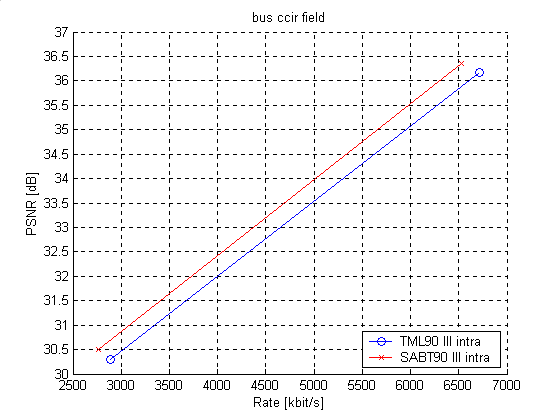 bus ccir field
37
36.5
36
35.5
35
34.5
34
33.5
33
32.5
32
31.5
31
30.5
30
PSNR [dB]
2500 3000 3500 4000 4500 5000 5500 6000 6500 7000
Rate [kbit/s]
TML90 III intra
SABT90 III intra